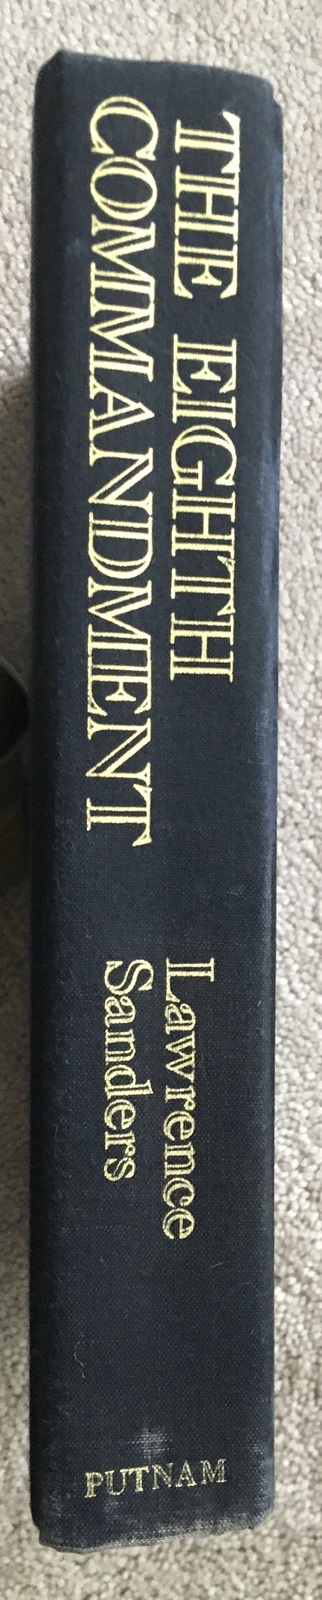 THE EIGHTH
COMMANDMENT
Lawrence
Sanders
PUTNAM